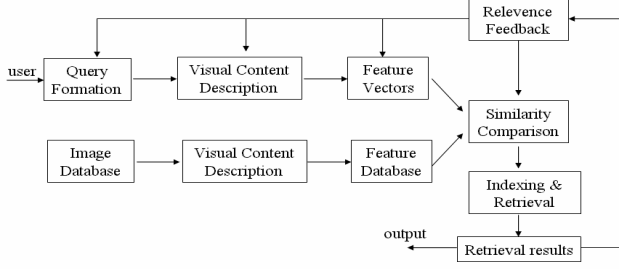 Relevence
Feedback
user
Query
Formation
Visual Content
Description
Feature
Vectors
Similarity
Comparison
Image
Database
Visual Content
Description
Feature
Database
Indexing &
Retrieval
output
Retrieval results